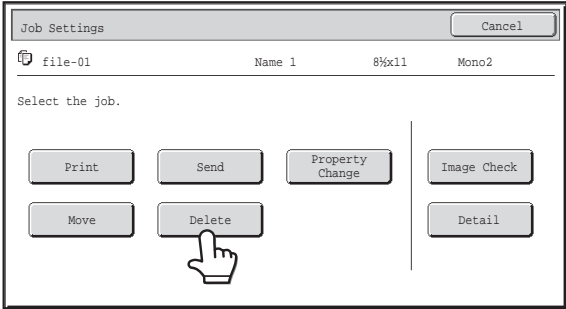 Job Settings Cancel
file-01 Name 1 8½x11 Mono2
Select the job.
Print Send Property Change Image Check
Move Delete Detail